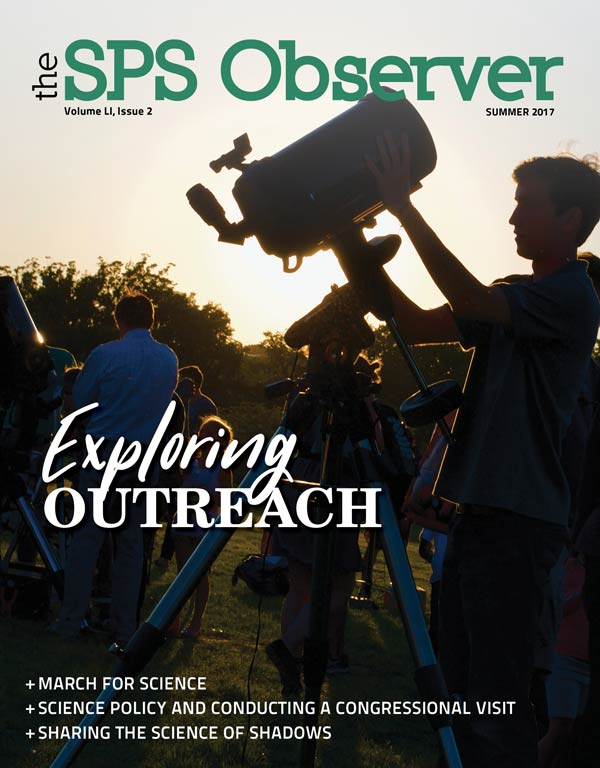 the SPS Observer
Volume LI, Issue 2
SUMMER 2017
Exploring
OUTREACH
+ MARCH FOR SCIENCE
+ SCIENCE POLICY AND CONDUCTING A CONGRESSIONAL VISIT
+ SHARING THE SCIENCE OF SHADOWS